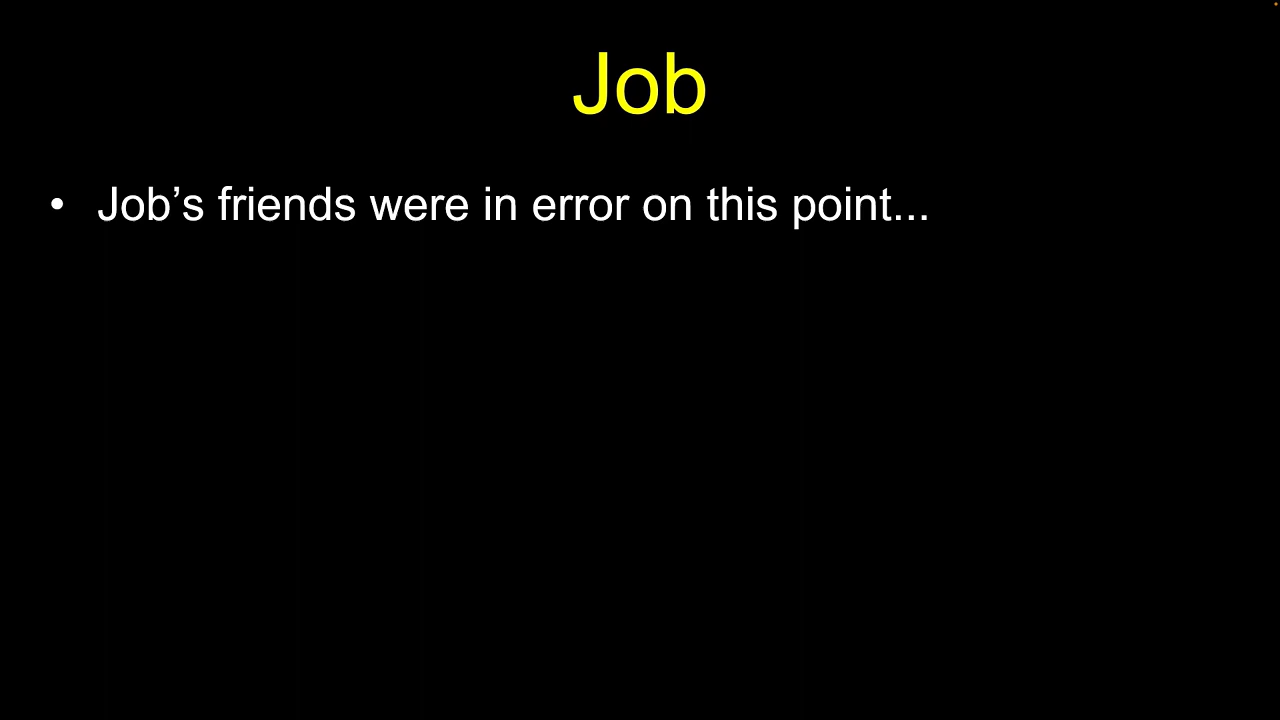 Job
• Job’s friends were in error on this point...